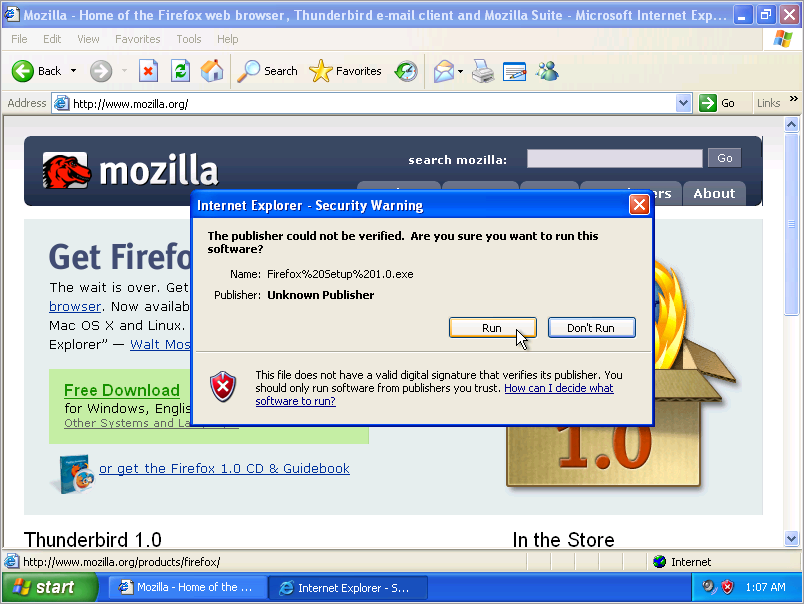 Mozilla - Home of the Firefox web browser, Thunderbird e-mail client and Mozilla Suite - Microsoft Internet Exp...
File Edit View Favorites Tools Help
Back Search Favorites
Address http://www.mozilla.org/ Go Links »
mozilla search mozilla: Go
ers About
Internet Explorer - Security Warning
The publisher could not be verified. Are you sure you want to run this
software?
Name: Firefox%20Setup%201.0.exe
Publisher: Unknown Publisher
Run Don't Run
This file does not have a valid digital signature that verifies its publisher. You
should only run software from publishers you trust. How can I decide what
software to run?
Get Firefo
The wait is over. Get
browser. Now availab
Mac OS X and Linux.
Explorer” — Walt Mos
Free Download
for Windows, Englis
Other Systems and La
or get the Firefox 1.0 CD & Guidebook
1.0
Thunderbird 1.0 In the Store
http://www.mozilla.org/products/firefox/ Internet
start Mozilla - Home of the ... Internet Explorer - S... 1:07 AM